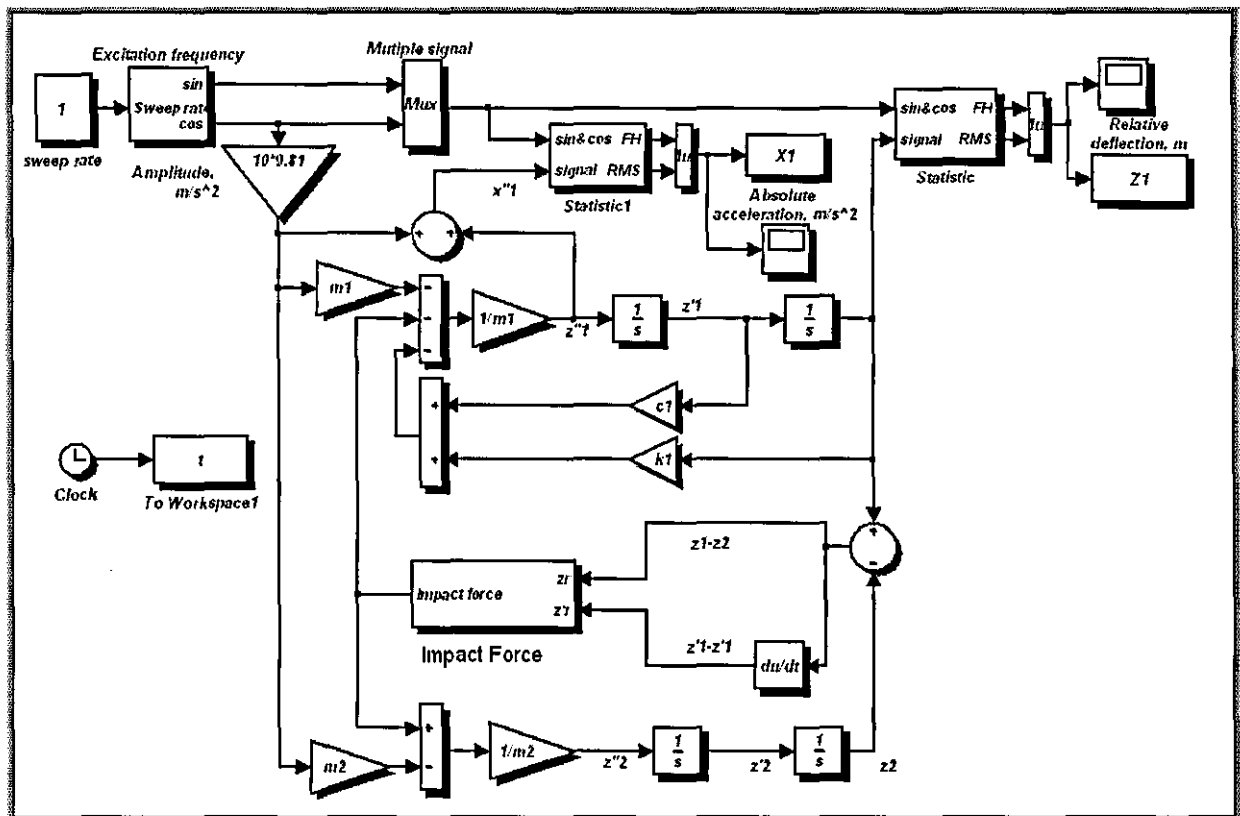 Excitation frequency
Mutiple signal
1
sweep rate
sin
Sweep rate
cos
Mux
10*9.81
Amplitude,
m/s^2
sin&cos FH
signal RMS
Statistic1
X1
Absolute
acceleration, m/s^2
sin&cos FH
signal RMS
Statistic
Relative
deflection, m
Z1
x"1
+ +
m1
-
-
-
1/m1
z"1
1
s
z'1
1
s
+
+
c1
k1
Clock
t
To Workspace1
+
-
z1-z2
Impact force
zr
z'r
Impact Force
z'1-z'1
du/dt
m2
+
-
1/m2
z"2
1
s
z'2
1
s
z2